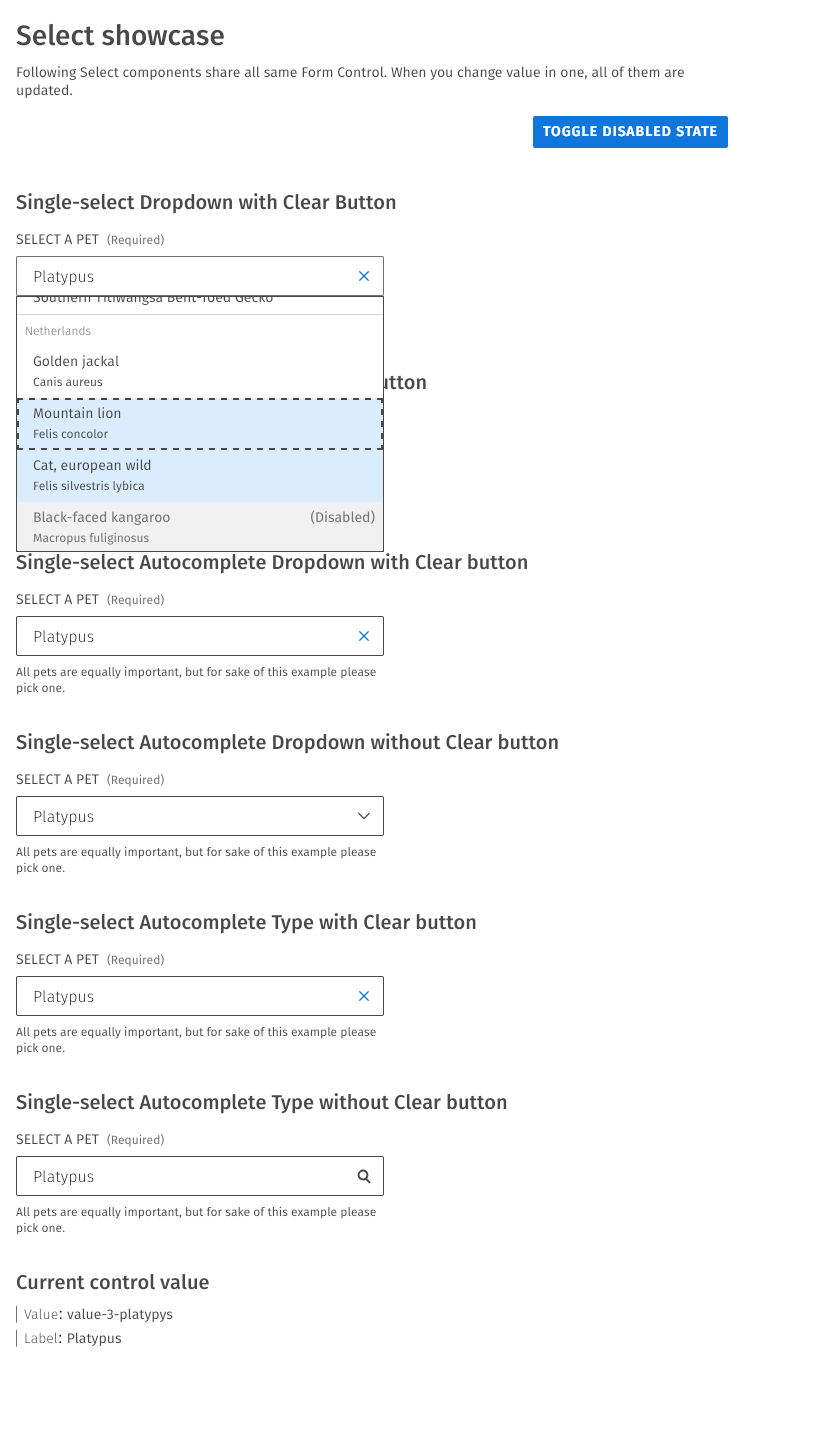 Select showcase
Following Select components share all same Form Control. When you change value in one, all of them are
updated.
TOGGLE DISABLED STATE
Single-select Dropdown with Clear Button
SELECT A PET (Required)
Platypus
Southern Titiwangsa Bent-Toed Gecko
Netherlands
Golden jackal
Canis aureus
utton
Mountain lion
Felis concolor
Cat, european wild
Felis silvestris lybica
Black-faced kangaroo (Disabled)
Macropus fuliginosus
Single-select Autocomplete Dropdown with Clear button
SELECT A PET (Required)
Platypus
All pets are equally important, but for sake of this example please
pick one.
Single-select Autocomplete Dropdown without Clear button
SELECT A PET (Required)
Platypus
All pets are equally important, but for sake of this example please
pick one.
Single-select Autocomplete Type with Clear button
SELECT A PET (Required)
Platypus
All pets are equally important, but for sake of this example please
pick one.
Single-select Autocomplete Type without Clear button
SELECT A PET (Required)
Platypus
All pets are equally important, but for sake of this example please
pick one.
Current control value
Value: value-3-platypys
Label: Platypus